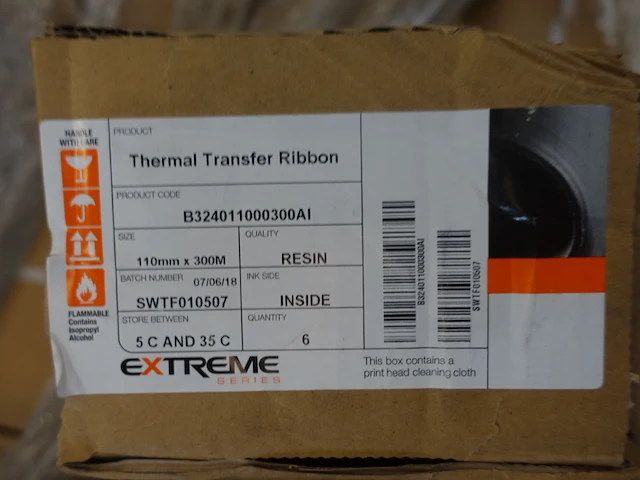 HANDLE
WITH CARE
FLAMMABLE
Contains
Isopropyl
Alcohol
PRODUCT
Thermal Transfer Ribbon
PRODUCT CODE
B324011000300AI
SIZE
110mm x 300M
QUALITY
RESIN
BATCH NUMBER 07/06/18
SWTF010507
INK SIDE
INSIDE
STORE BETWEEN
5 C AND 35 C
QUANTITY
6
EXTREME
SERIES
B324011000300AI
SWTF010507
This box contains a
print head cleaning cloth